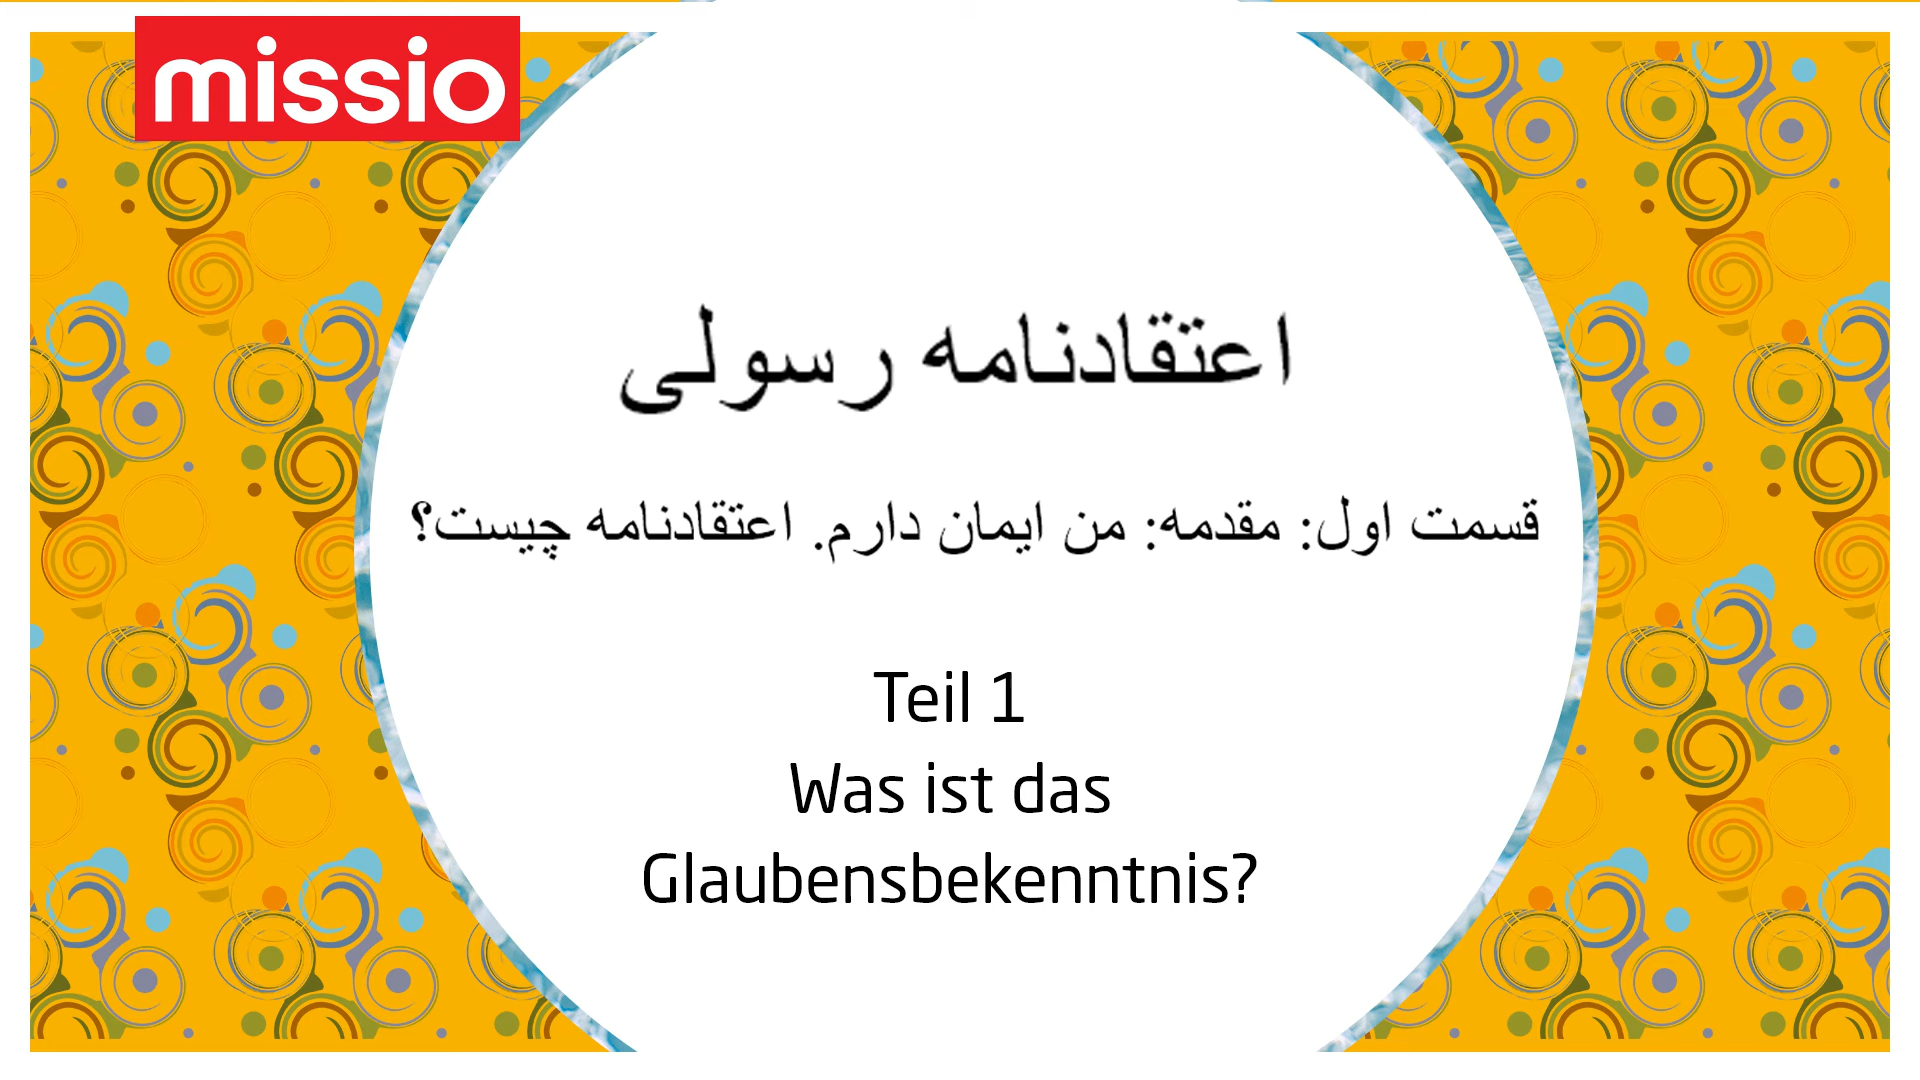 missio
اعتقادنامه رسولی
قسمت اول: مقدمه: من ایمان دارم. اعتقادنامه چیست؟
Teil 1
Was ist das
Glaubensbekenntnis?